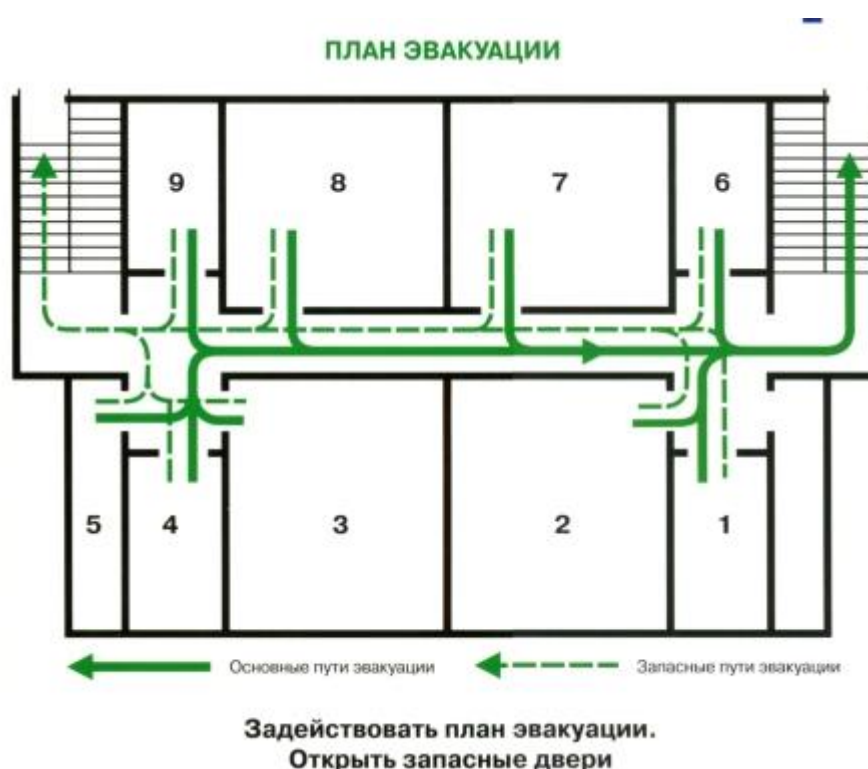 ПЛАН ЭВАКУАЦИИ
9
8
7
6
5
4
3
2
1
Основные пути эвакуации
Запасные пути эвакуации
Задействовать план эвакуации.
Открыть запасные двери